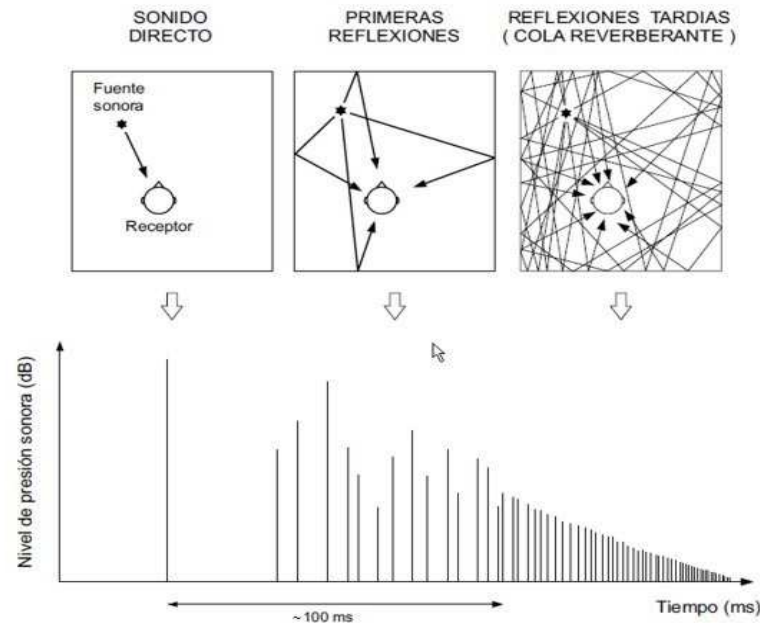 SONIDO
DIRECTO
PRIMERAS
REFLEXIONES
REFLEXIONES TARDIAS
( COLA REVERBERANTE )
Fuente
sonora
Receptor
Nivel de presión sonora (dB)
~ 100 ms
Tiempo (ms)